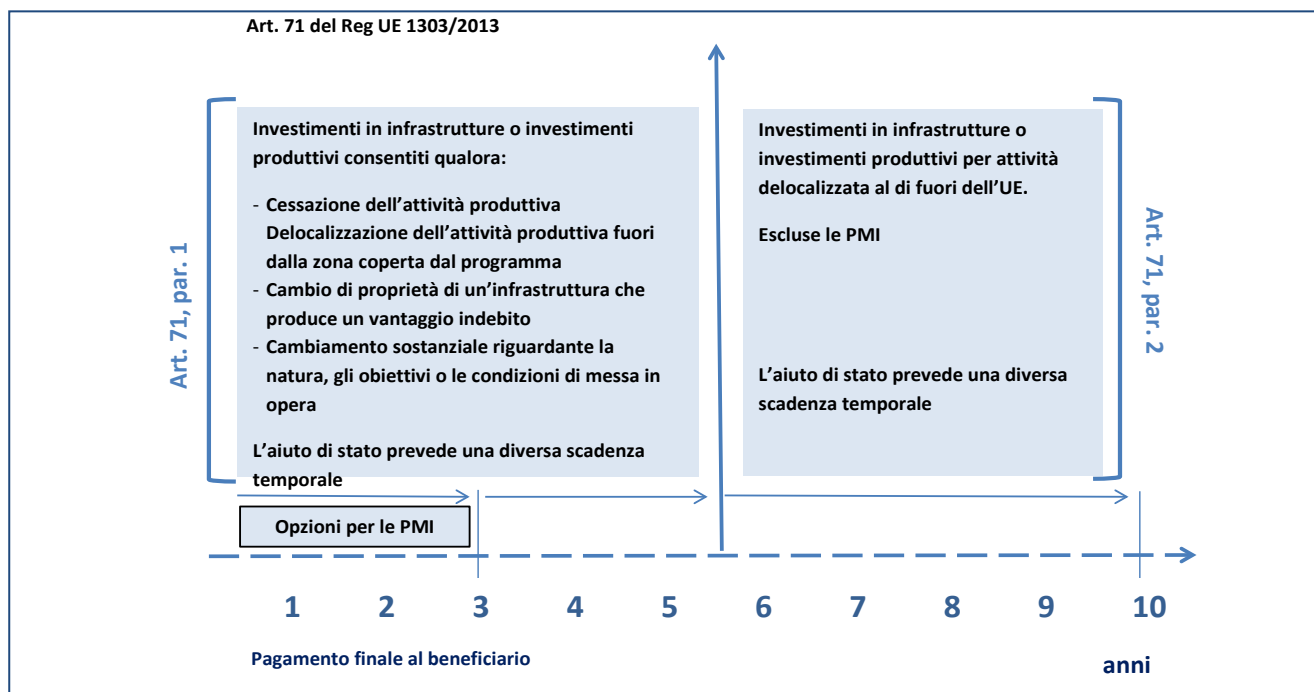 Art. 71 del Reg UE 1303/2013
Art. 71, par. 1
Investimenti in infrastrutture o investimenti
produttivi consentiti qualora:
- Cessazione dell’attività produttiva
Delocalizzazione dell’attività produttiva fuori
dalla zona coperta dal programma
- Cambio di proprietà di un’infrastruttura che
produce un vantaggio indebito
- Cambiamento sostanziale riguardante la
natura, gli obiettivi o le condizioni di messa in
opera
L’aiuto di stato prevede una diversa scadenza
temporale
Investimenti in infrastrutture o
investimenti produttivi per attività
delocalizzata al di fuori dell’UE.
Escluse le PMI
L’aiuto di stato prevede una diversa
scadenza temporale
Art. 71, par. 2
Opzioni per le PMI
1 2 3 4 5 6 7 8 9 10
Pagamento finale al beneficiario
anni